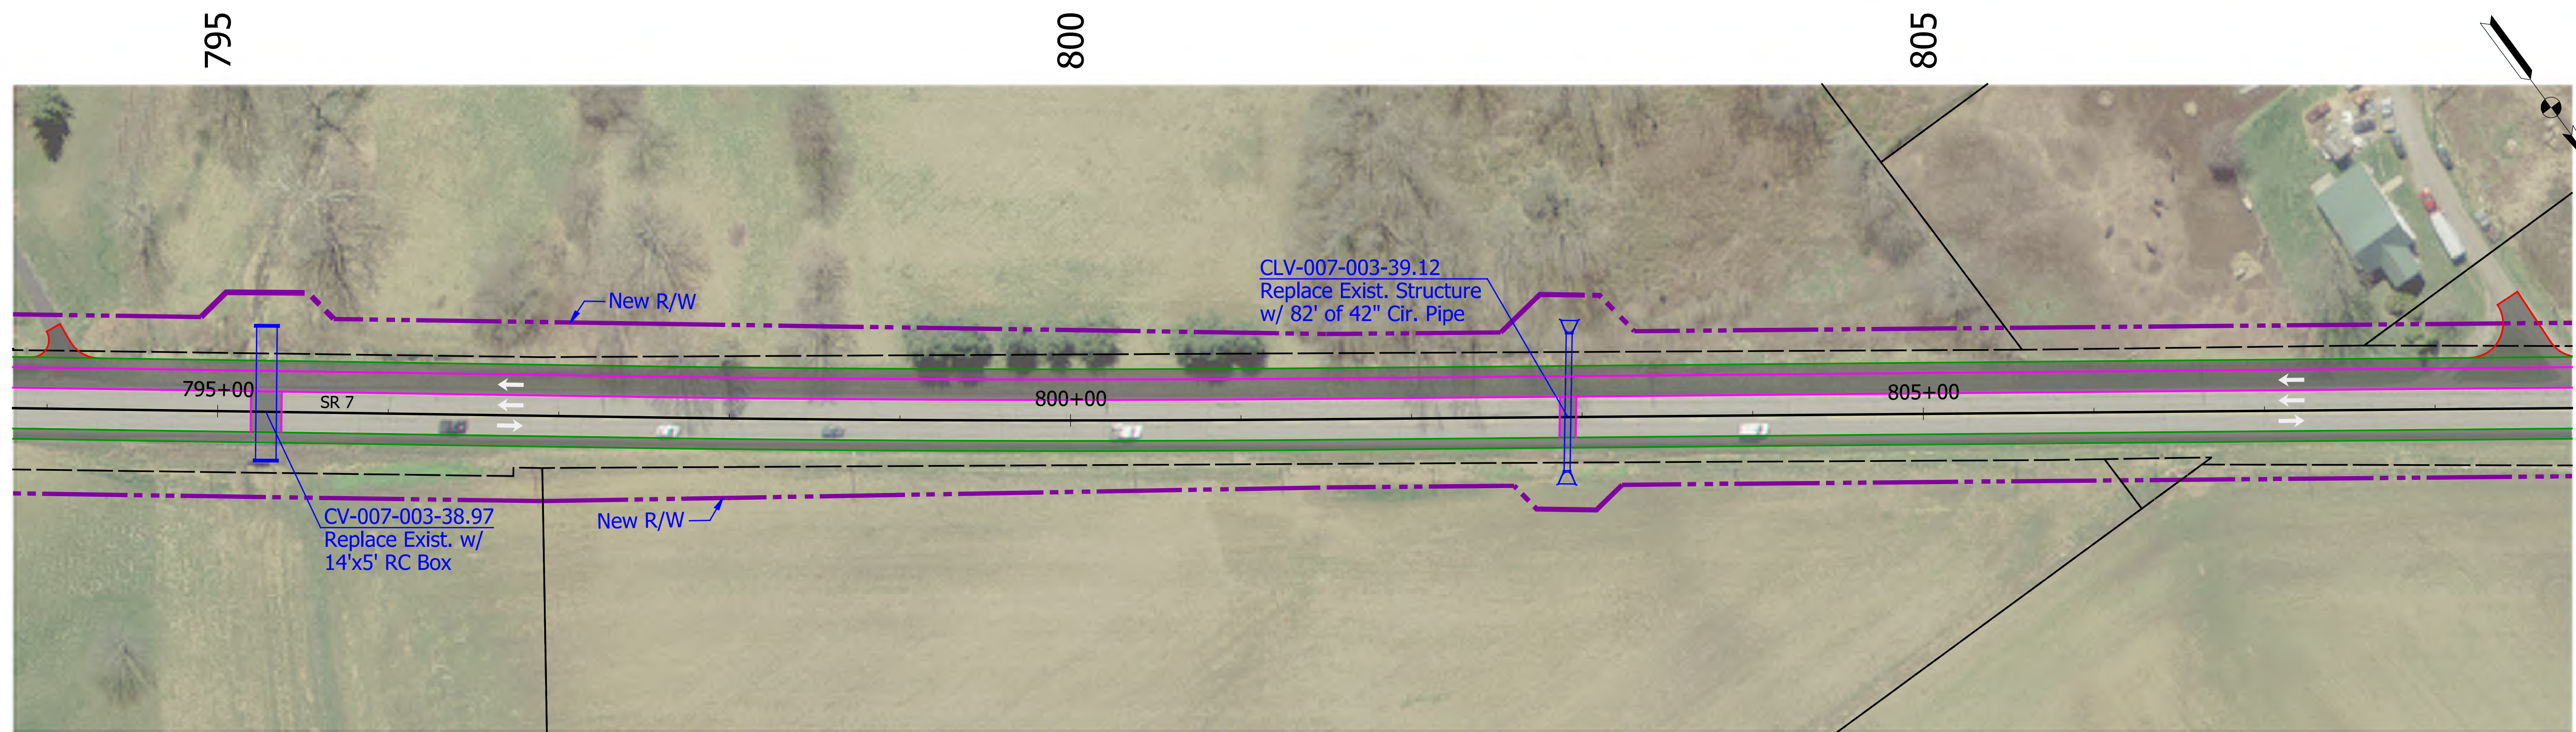 795
800
805
CLV-007-003-39.12
Replace Exist. Structure
w/ 82' of 42" Cir. Pipe
New R/W
795+00
SR 7
800+00
805+00
CV-007-003-38.97
Replace Exist. w/
14'x5' RC Box
New R/W